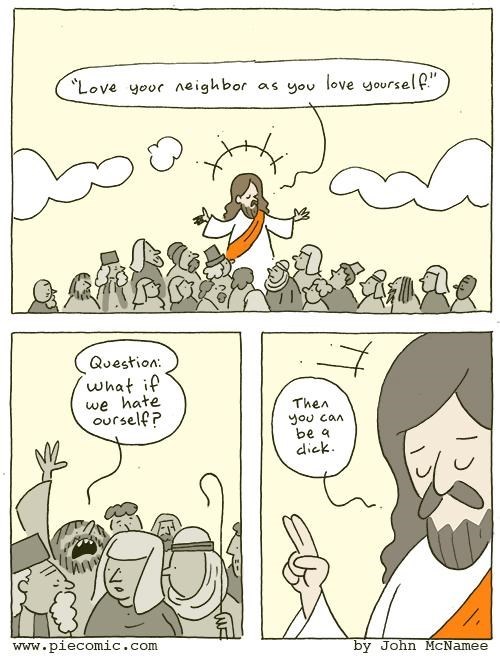 "Love your neighbor as you love yourself."
Question:
what if
we hate
ourself?
Then
you can
be a
dick.
www.piecomic.com
by John McNamee